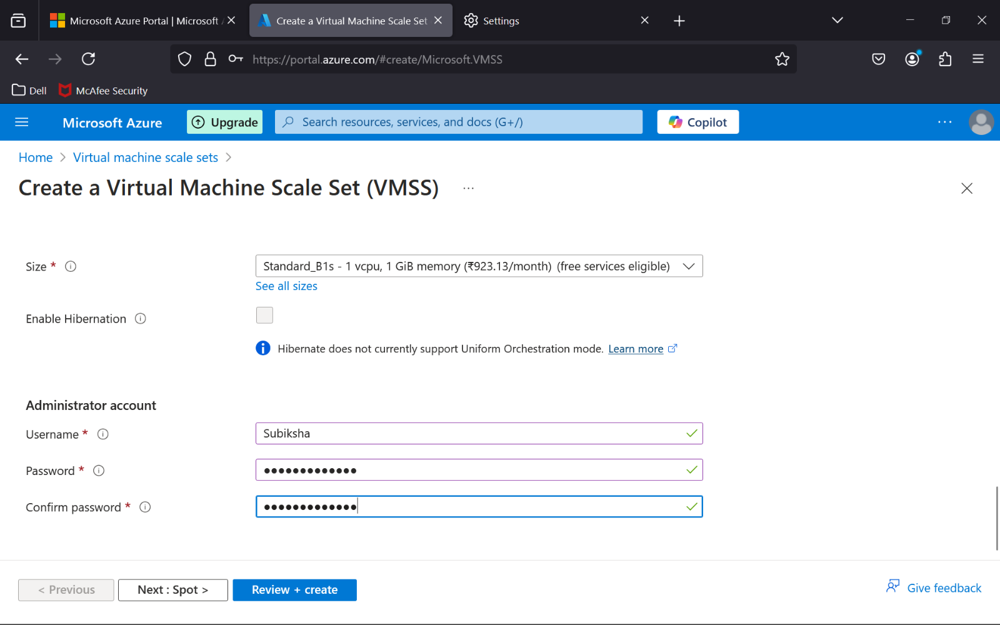 Microsoft Azure Portal | Microsoft A
Create a Virtual Machine Scale Set
Settings
https://portal.azure.com/#create/Microsoft.VMSS
Dell
McAfee Security
Microsoft Azure
Upgrade
Search resources, services, and docs (G+/)
Copilot
Home > Virtual machine scale sets >
Create a Virtual Machine Scale Set (VMSS) ...
Size *
Standard_B1s - 1 vcpu, 1 GiB memory (₹923.13/month) (free services eligible)
See all sizes
Enable Hibernation
Hibernate does not currently support Uniform Orchestration mode. Learn more
Administrator account
Username *
Subiksha
Password *
●●●●●●●●●●●●●
Confirm password *
●●●●●●●●●●●●●
< Previous
Next : Spot >
Review + create
Give feedback